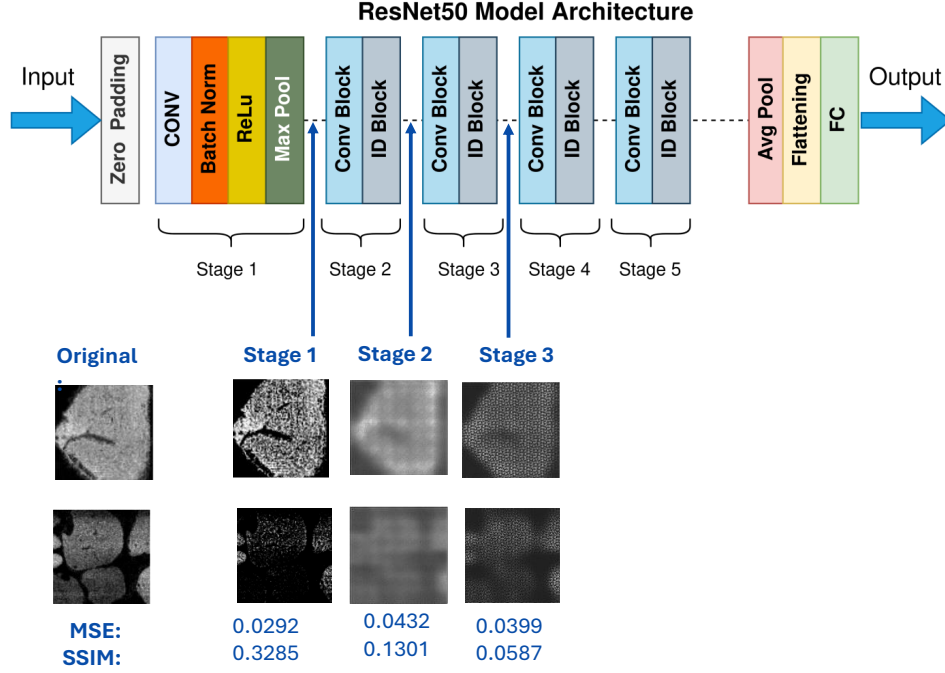 ResNet50 Model Architecture
Input
Zero Padding
CONV
Batch Norm
ReLu
Max Pool
Conv Block
ID Block
Conv Block
ID Block
Conv Block
ID Block
Conv Block
ID Block
Avg Pool
Flattening
FC
Output
Stage 1
Stage 2
Stage 3
Stage 4
Stage 5
Original
:
Stage 1
Stage 2
Stage 3
MSE: 0.0292 0.0432 0.0399
SSIM: 0.3285 0.1301 0.0587